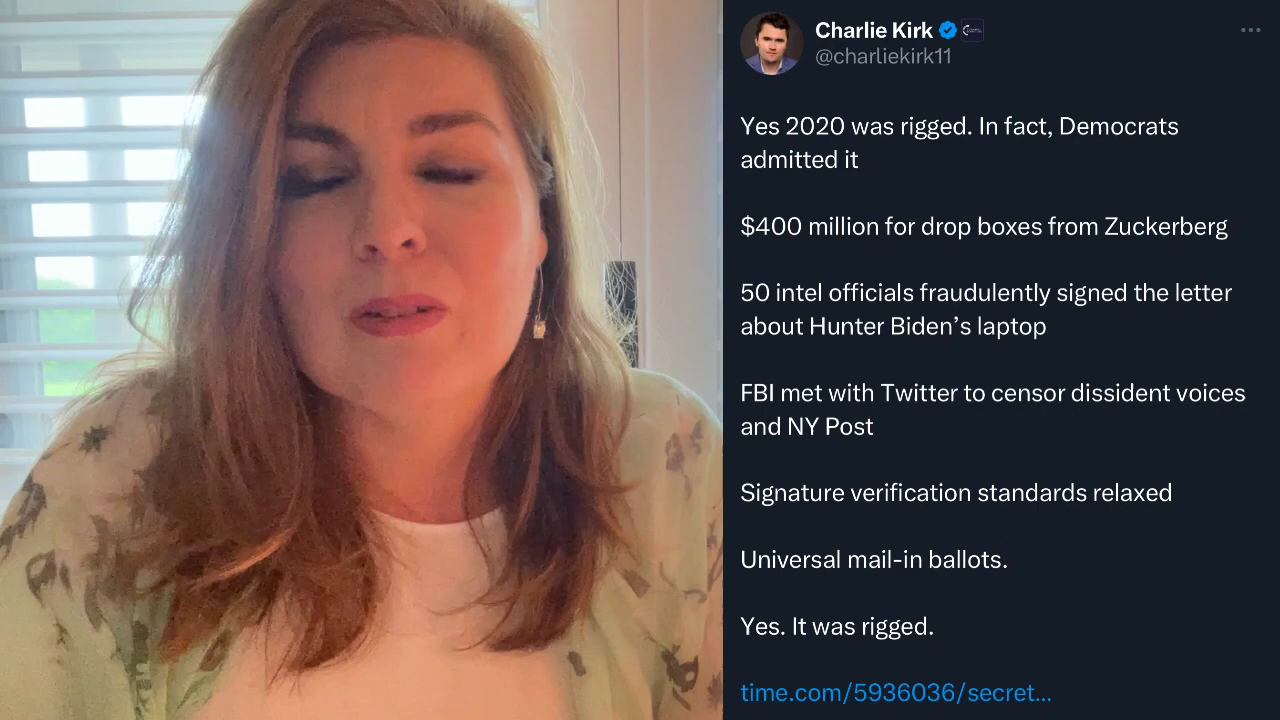 Charlie Kirk
@charliekirk11
Yes 2020 was rigged. In fact, Democrats
admitted it
$400 million for drop boxes from Zuckerberg
50 intel officials fraudulently signed the letter
about Hunter Biden’s laptop
FBI met with Twitter to censor dissident voices
and NY Post
Signature verification standards relaxed
Universal mail-in ballots.
Yes. It was rigged.
time.com/5936036/secret...